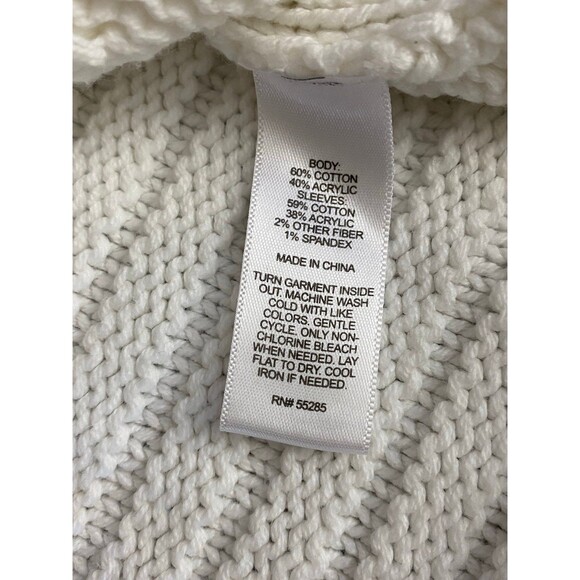 BODY:
60% COTTON
40% ACRYLIC
SLEEVES:
59% COTTON
38% ACRYLIC
2% OTHER FIBER
1% SPANDEX
MADE IN CHINA
TURN GARMENT INSIDE
OUT. MACHINE WASH
COLD WITH LIKE
COLORS. GENTLE
CYCLE. ONLY NON-
CHLORINE BLEACH
WHEN NEEDED. LAY
FLAT TO DRY. COOL
IRON IF NEEDED.
RN# 55285